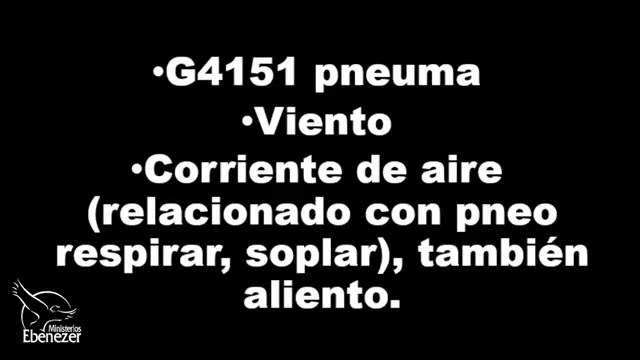 •G4151 pneuma
•Viento
•Corriente de aire
(relacionado con pneo
respirar, soplar), también
aliento.
Ministerios
Ebenezer